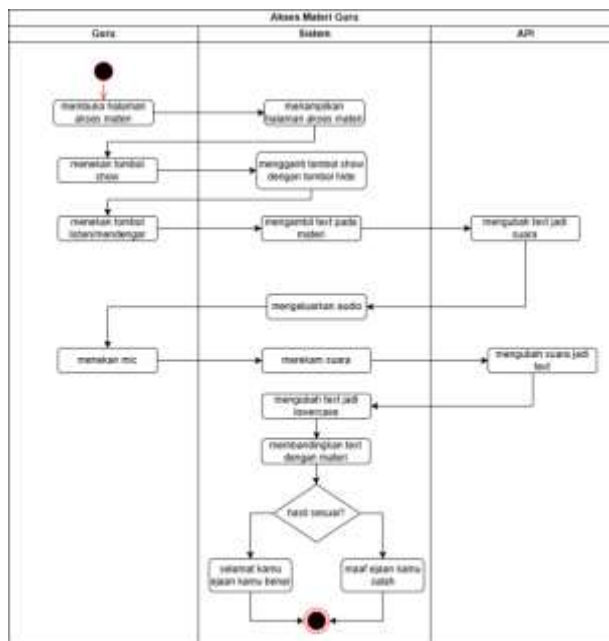 Akses Materi Guru
Guru
Sistem
API
membuka halaman
akses materi
menampilkan
halaman akses materi
menekan tombol
show
mengganti tombol show
dengan tombol hide
menekan tombol
listen/mendengar
mengambil text pada
materi
mengubah text jadi
suara
mengeluarkan audio
menekan mic
merekam suara
mengubah suara jadi
text
mengubah text jadi
lowercase
membandingkan text
dengan materi
hasil sesuai?
selamat kamu
ejaan kamu benar
maaf ejaan kamu
salah